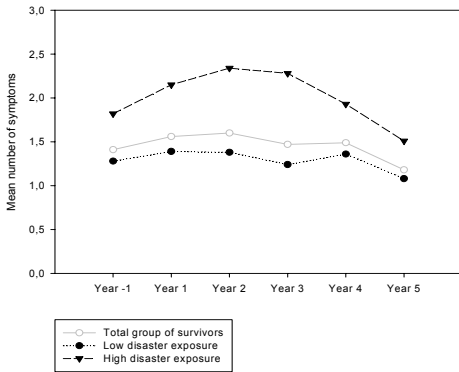 Mean number of symptoms
3,0
2,5
2,0
1,5
1,0
0,5
0,0
Year -1 Year 1 Year 2 Year 3 Year 4 Year 5
Total group of survivors
Low disaster exposure
High disaster exposure